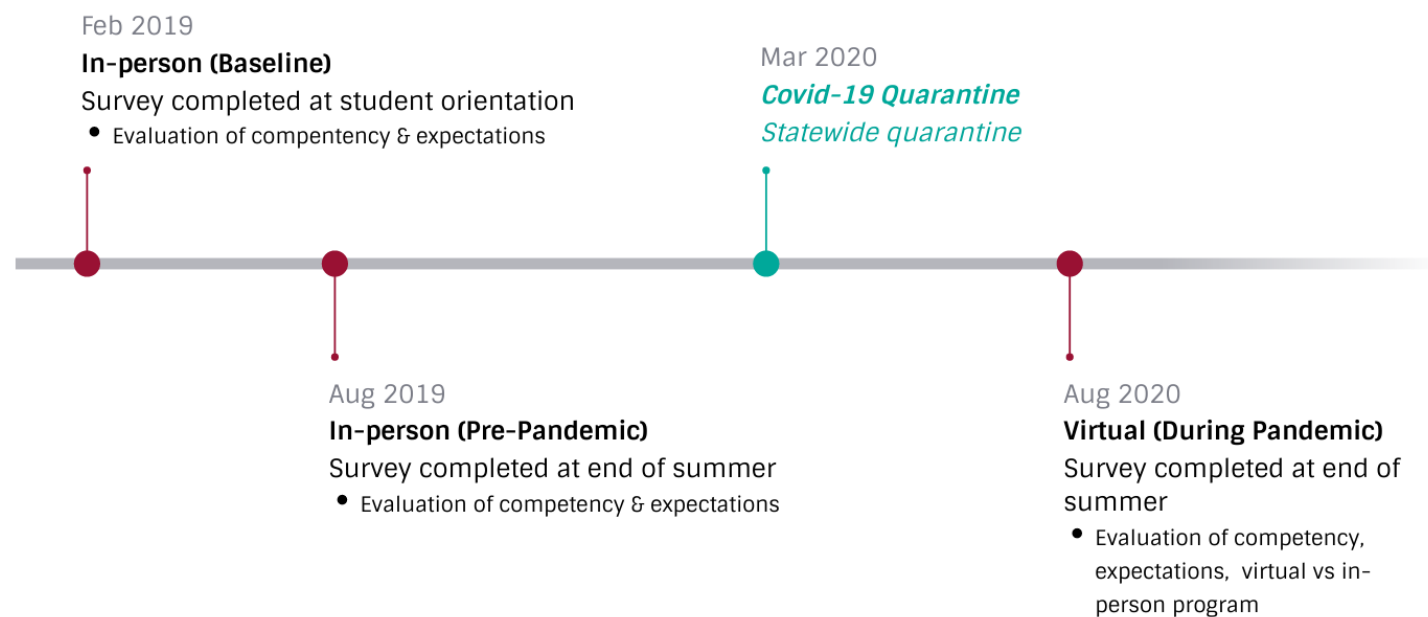 Feb 2019
In-person (Baseline)
Survey completed at student orientation
• Evaluation of compentency & expectations
Mar 2020
Covid-19 Quarantine
Statewide quarantine
Aug 2019
In-person (Pre-Pandemic)
Survey completed at end of summer
• Evaluation of competency & expectations
Aug 2020
Virtual (During Pandemic)
Survey completed at end of
summer
• Evaluation of competency,
expectations, virtual vs in-
person program